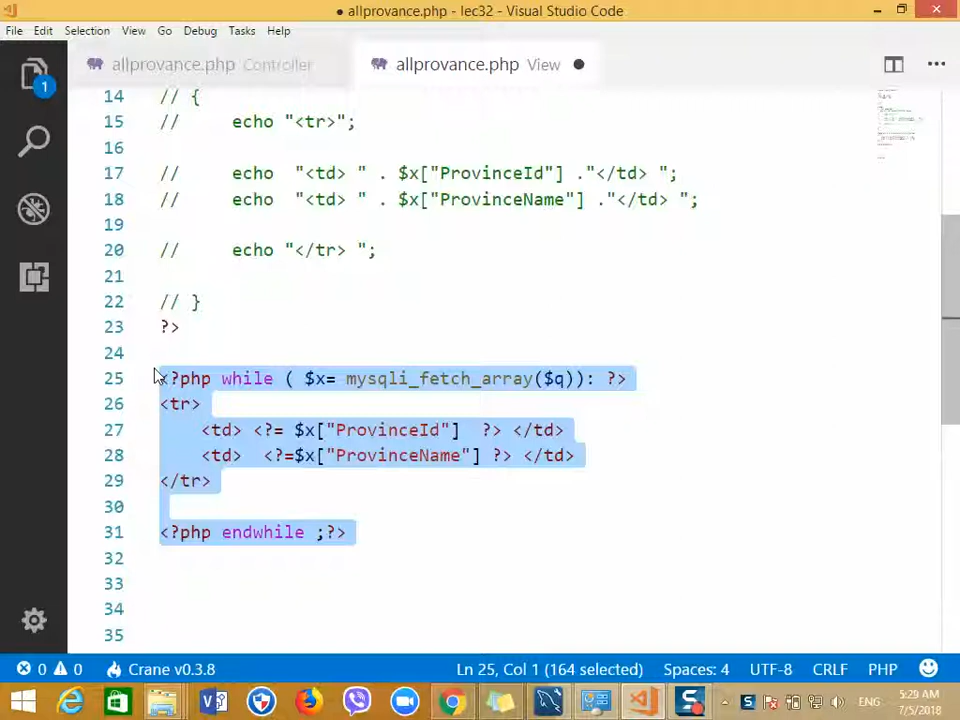 ● allprovance.php - lec32 - Visual Studio Code
File Edit Selection View Go Debug Tasks Help
allprovance.php Controller allprovance.php View ●
1
14 // {
15 // echo "<tr>";
16
17 // echo "<td> " . $x["ProvinceId"] ."</td> ";
18 // echo "<td> " . $x["ProvinceName"] ."</td> ";
19
20 // echo "</tr> ";
21
22 // }
23 ?>
24
25 <?php while ( $x= mysqli_fetch_array($q)): ?>
26 <tr>
27 <td> <?= $x["ProvinceId"] ?> </td>
28 <td> <?=$x["ProvinceName"] ?> </td>
29 </tr>
30
31 <?php endwhile ;?>
32
33
34
35
0 0 Crane v0.3.8 Ln 25, Col 1 (164 selected) Spaces: 4 UTF-8 CRLF PHP
ENG
5:29 AM
7/5/2018